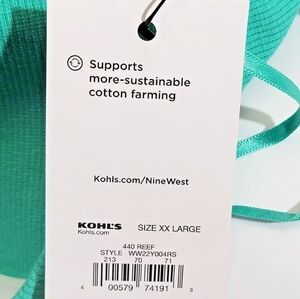 Supports
more-sustainable
cotton farming
Kohls.com/NineWest
KOHL'S SIZE XX LARGE
Kohls.com
440 REEF
STYLE WW22Y004RS
213 70 71
4 00579 74191 3